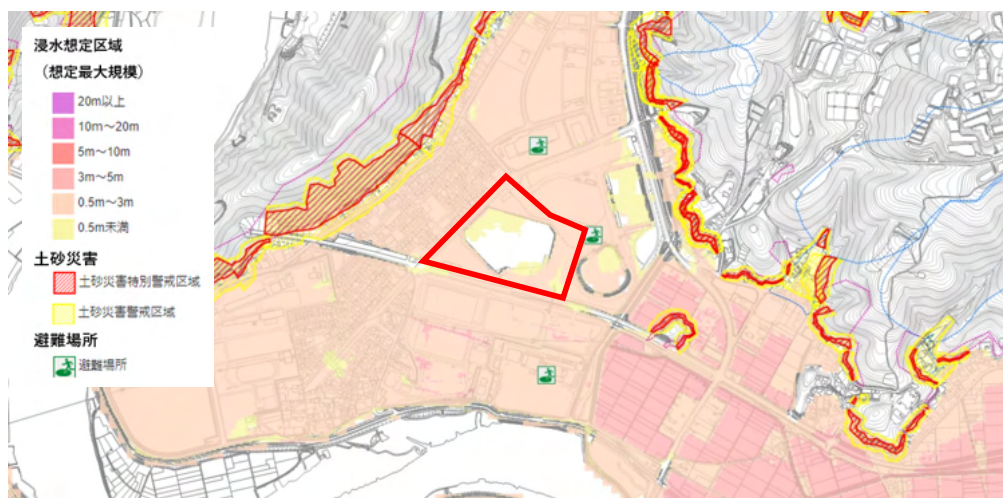 浸水想定区域
(想定最大規模)
20m以上
10m~20m
5m~10m
3m~5m
0.5m~3m
0.5m未満
土砂災害
土砂災害特別警戒区域
土砂災害警戒区域
避難場所
避難場所